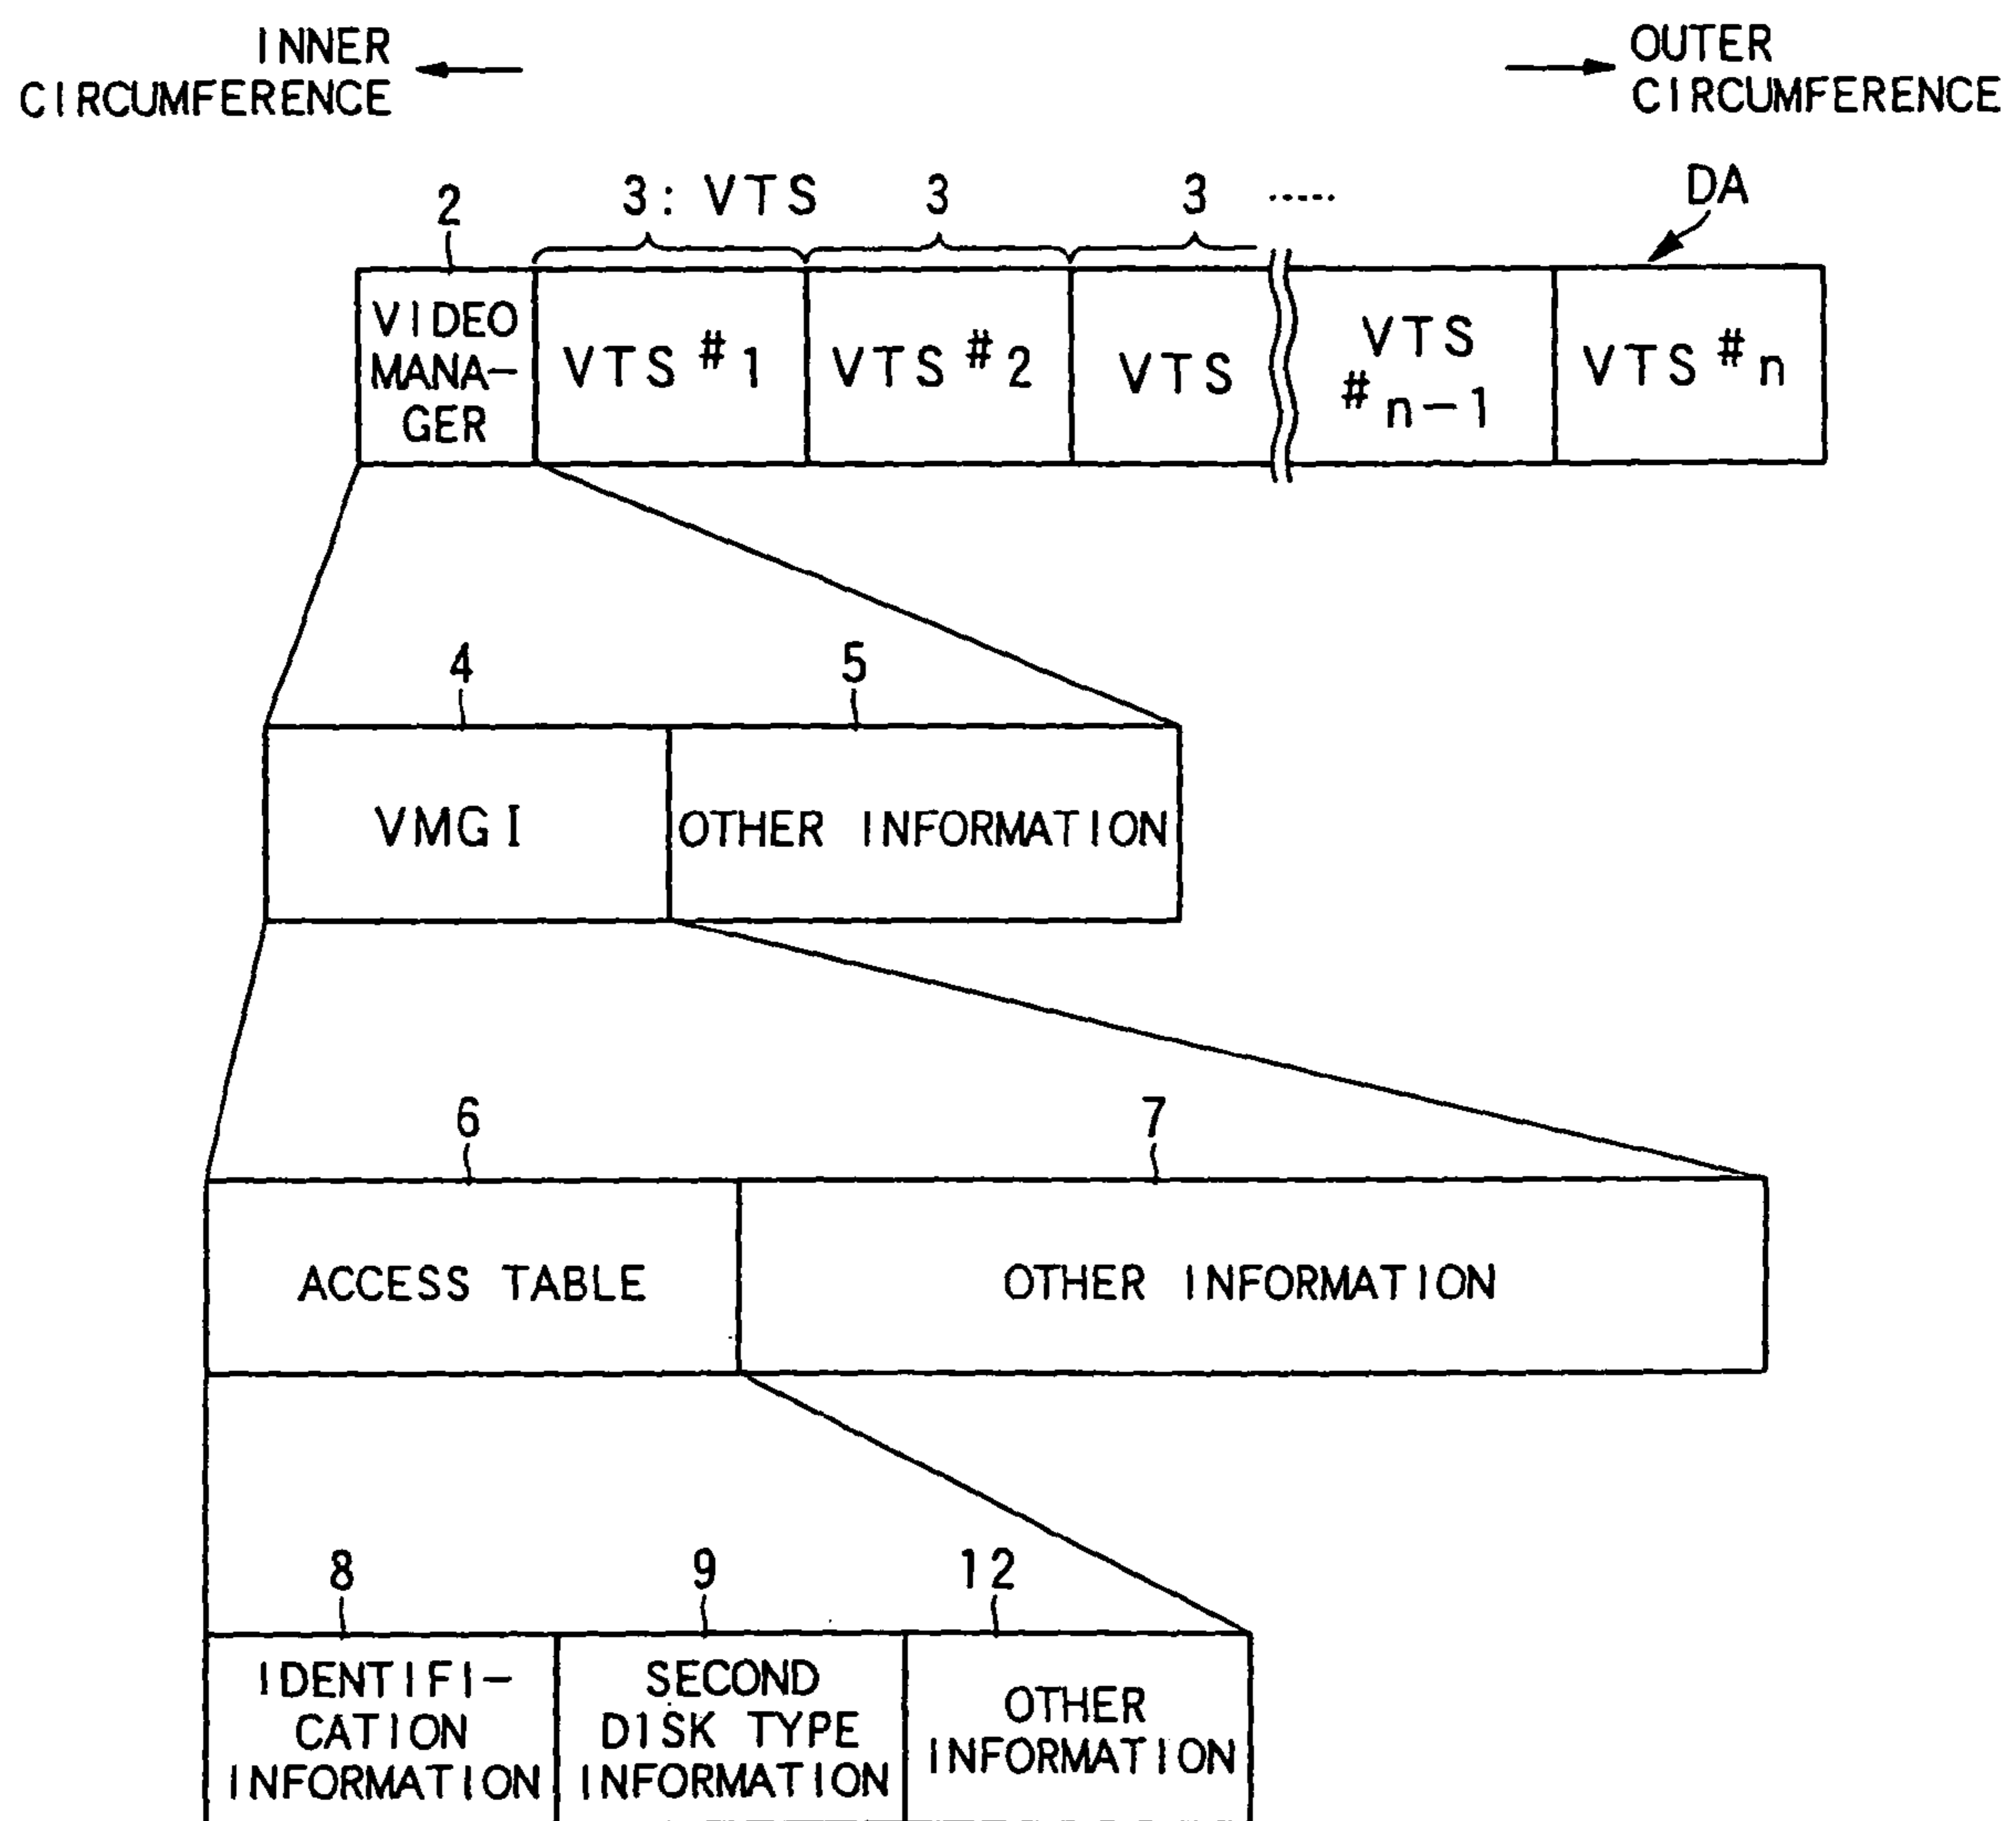 INNER
CIRCUMFERENCE
OUTER
CIRCUMFERENCE
2
3: VTS
3
3
.....
DA
VIDEO
MANA-
GER
VTS #1
VTS #2
VTS
VTS
#n-1
VTS #n
4
5
VMGI
OTHER INFORMATION
6
7
ACCESS TABLE
OTHER INFORMATION
8
9
12
IDENTIFI-
CATION
INFORMATION
SECOND
DISK TYPE
INFORMATION
OTHER
INFORMATION